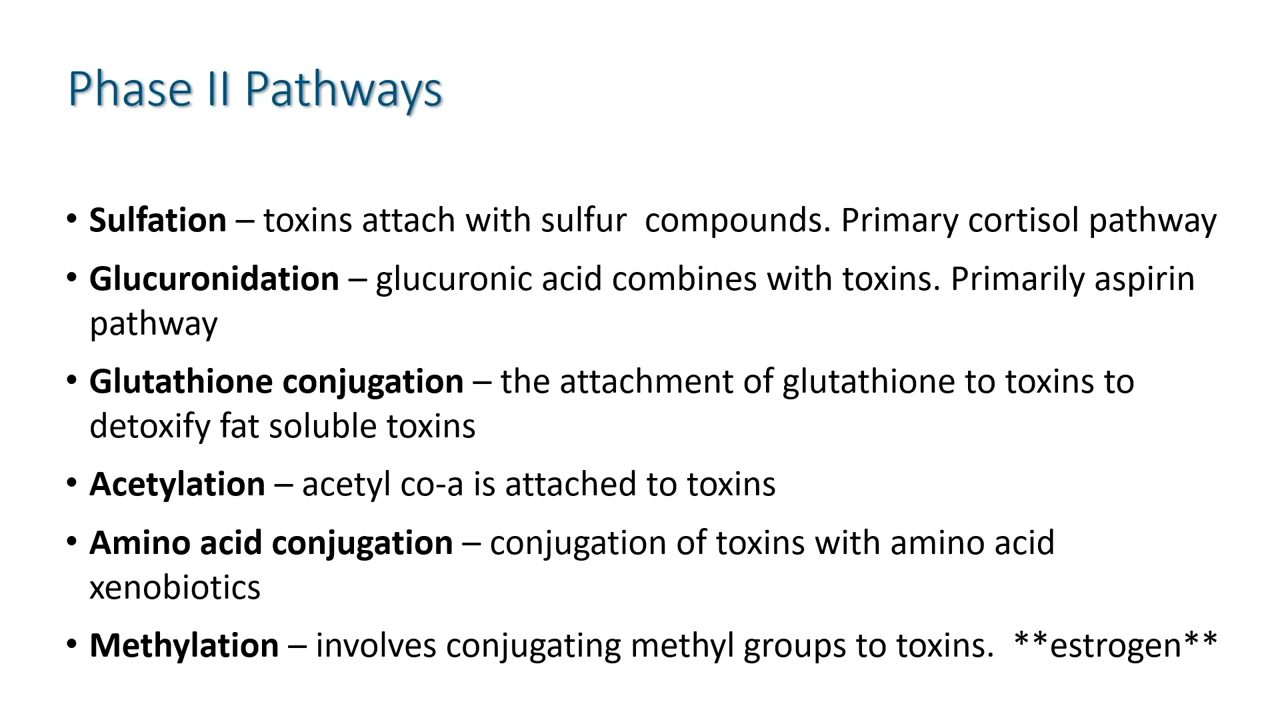 Phase II Pathways
• Sulfation – toxins attach with sulfur  compounds. Primary cortisol pathway
• Glucuronidation – glucuronic acid combines with toxins. Primarily aspirin
pathway
• Glutathione conjugation – the attachment of glutathione to toxins to
detoxify fat soluble toxins
• Acetylation – acetyl co-a is attached to toxins
• Amino acid conjugation – conjugation of toxins with amino acid
xenobiotics
• Methylation – involves conjugating methyl groups to toxins.  **estrogen**